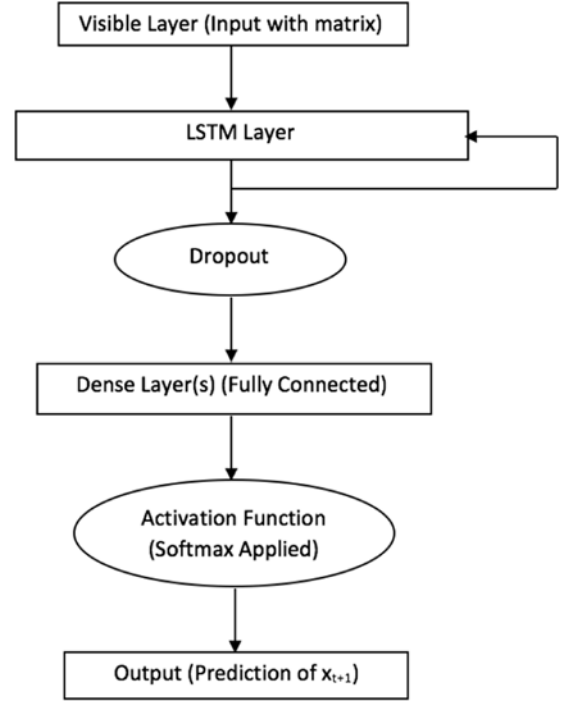 Visible Layer (Input with matrix)
LSTM Layer
Dropout
Dense Layer(s) (Fully Connected)
Activation Function
(Softmax Applied)
Output (Prediction of xₜ₊₁)